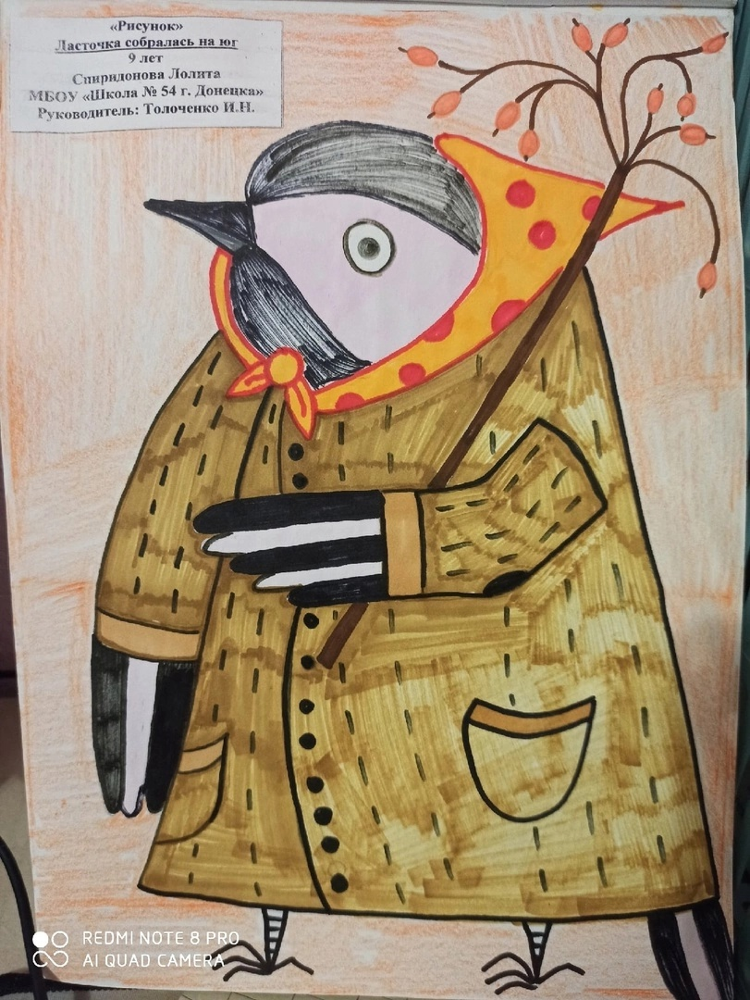 «Рисунок»
Ласточка собралась на юг
9 лет
Спиридонова Лолита
МБОУ «Школа № 54 г. Донецка»
Руководитель: Толоченко И.Н.
REDMI NOTE 8 PRO
AI QUAD CAMERA